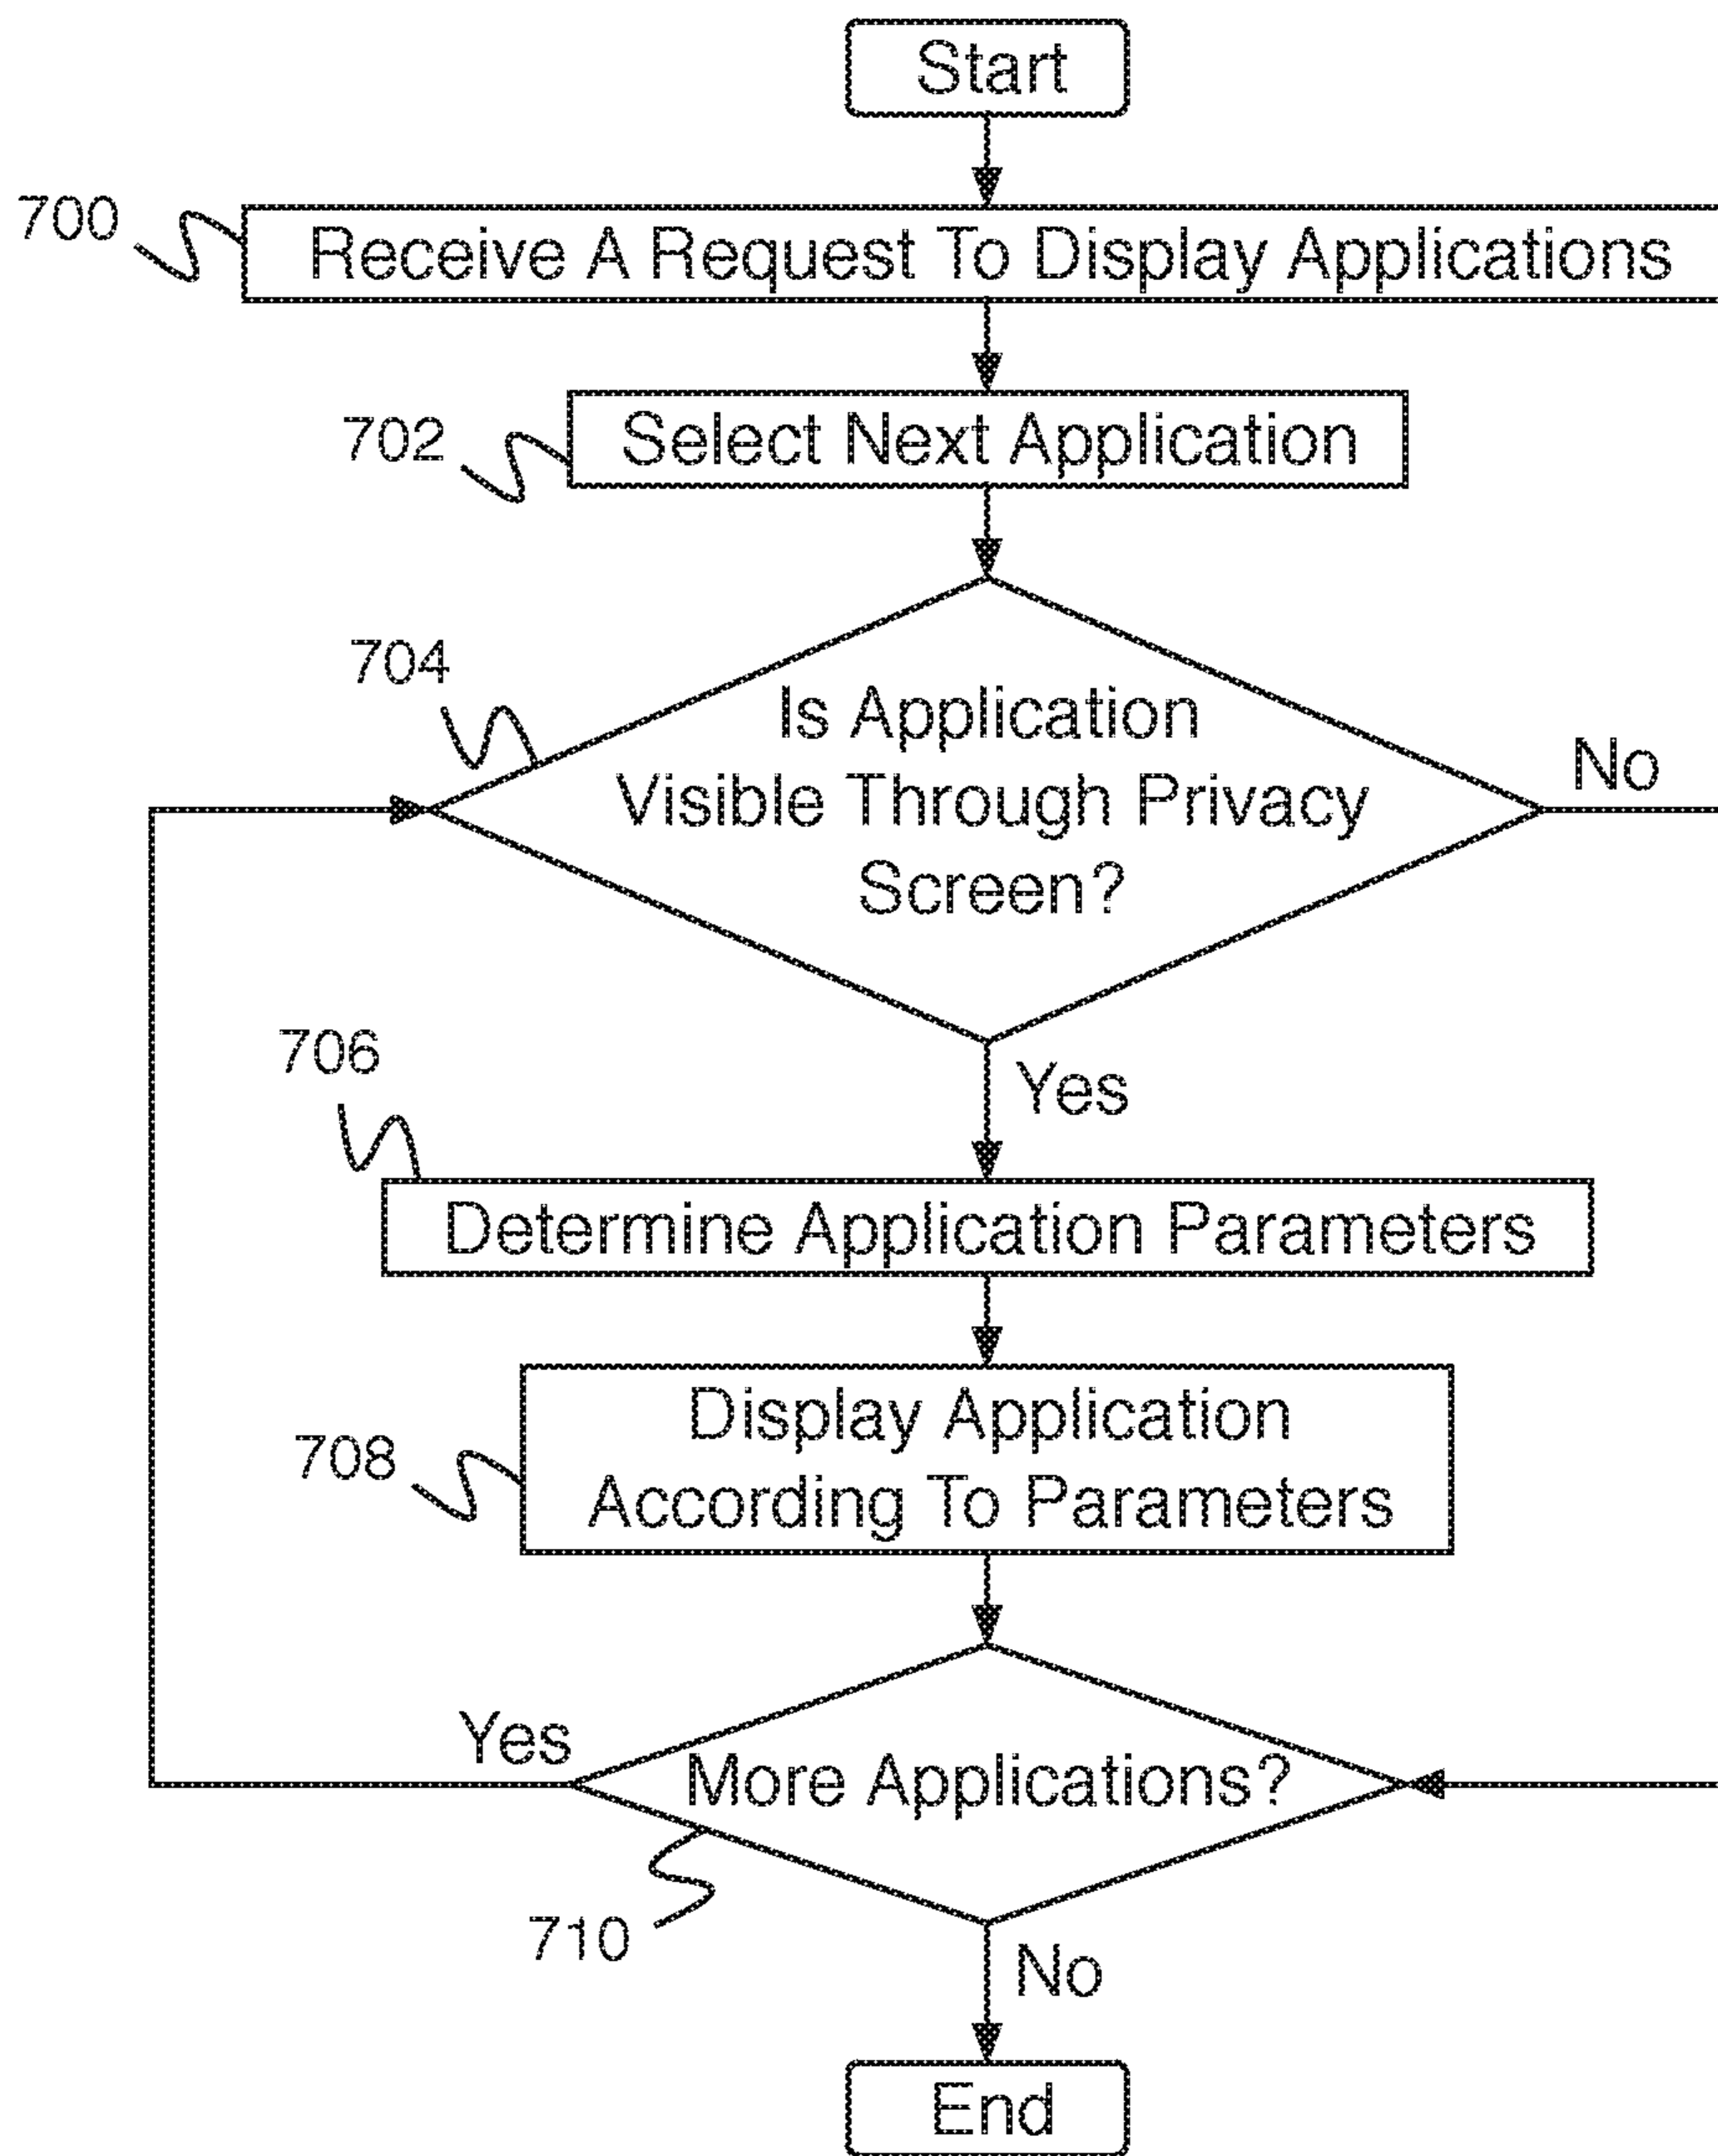 Start
700
Receive A Request To Display Applications
702
Select Next Application
704
Is Application
Visible Through Privacy
Screen?
No
706
Yes
Determine Application Parameters
708
Display Application
According To Parameters
Yes
More Applications?
710
No
End